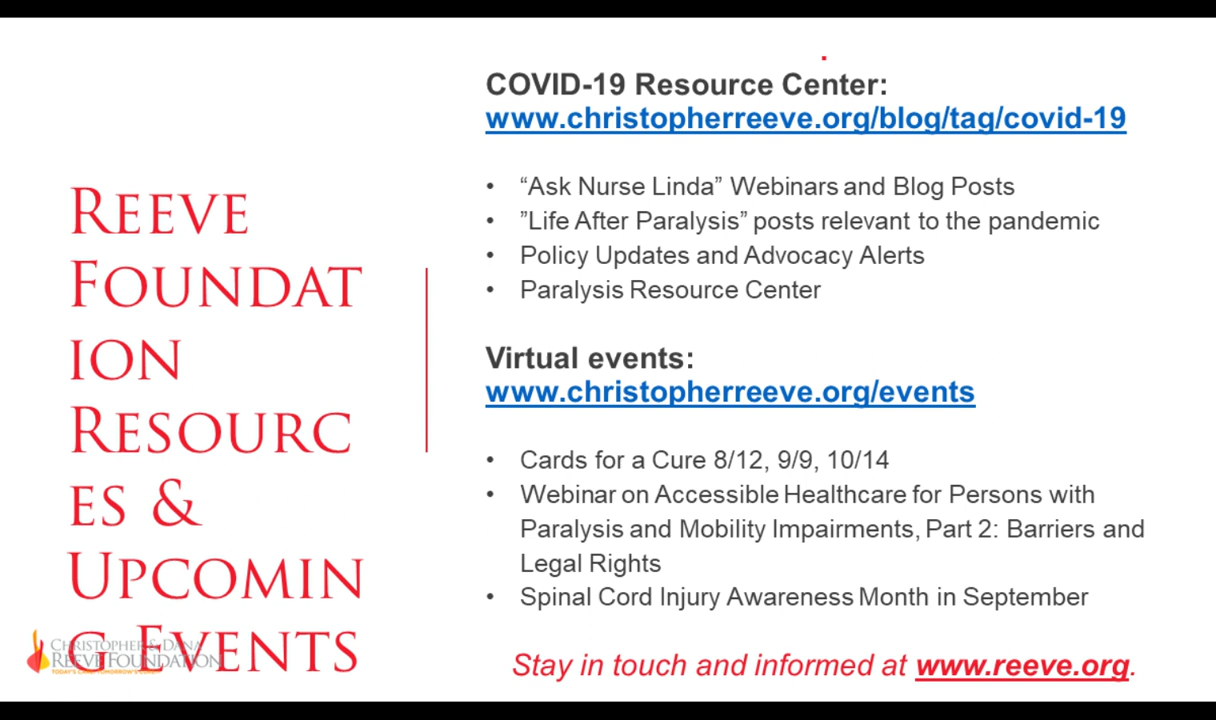 REEVE
FOUNDAT
ION
RESOURC
ES &
UPCOMIN
G EVENTS
CHRISTOPHER & DANA
REEVE FOUNDATION
COVID-19 Resource Center:
www.christopherreeve.org/blog/tag/covid-19
• “Ask Nurse Linda” Webinars and Blog Posts
• ”Life After Paralysis” posts relevant to the pandemic
• Policy Updates and Advocacy Alerts
• Paralysis Resource Center
Virtual events:
www.christopherreeve.org/events
• Cards for a Cure 8/12, 9/9, 10/14
• Webinar on Accessible Healthcare for Persons with
Paralysis and Mobility Impairments, Part 2: Barriers and
Legal Rights
• Spinal Cord Injury Awareness Month in September
Stay in touch and informed at www.reeve.org.